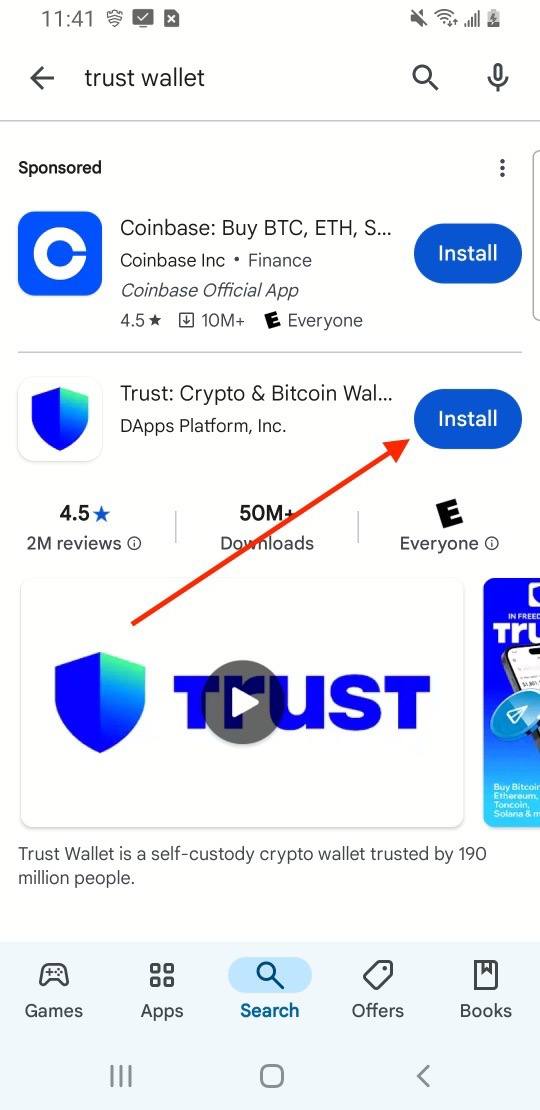 11:41
trust wallet
Sponsored
Coinbase: Buy BTC, ETH, S...
Install
Coinbase Inc • Finance
Coinbase Official App
4.5★ 10M+ E Everyone
Trust: Crypto & Bitcoin Wal...
Install
DApps Platform, Inc.
4.5★ 50M+ E
2M reviews Downloads Everyone
TRUST
IN FREED
TRU
Buy Bitcoin
Ethereum,
Toncoin,
Solana & m
Trust Wallet is a self-custody crypto wallet trusted by 190
million people.
Games Apps Search Offers Books